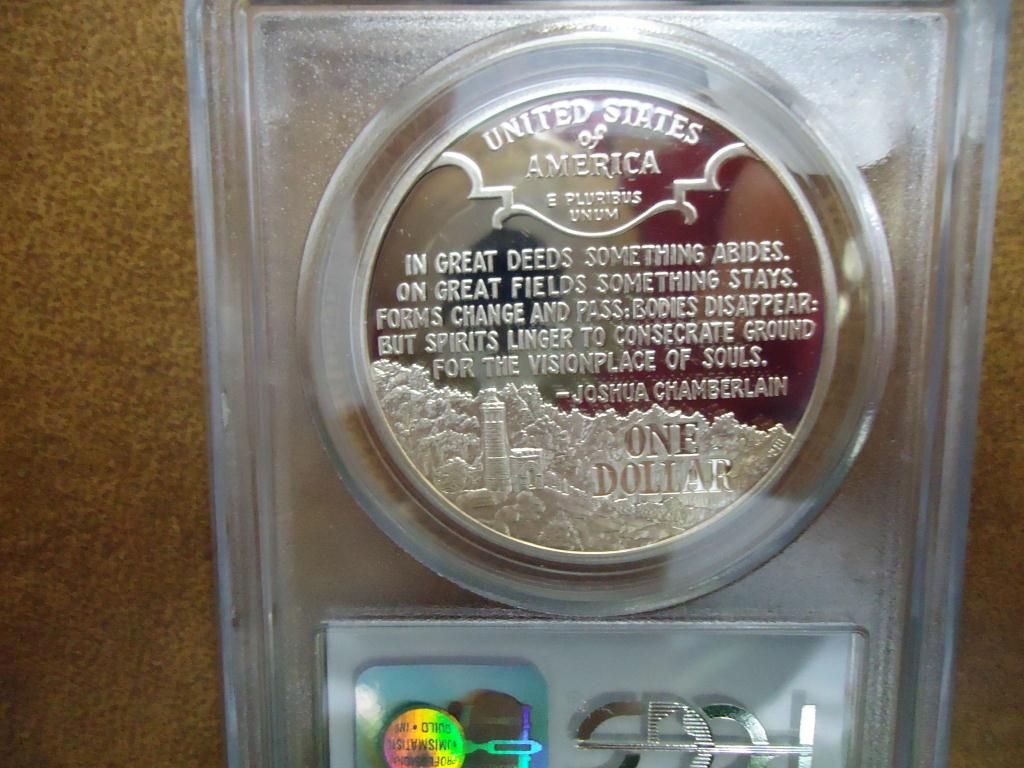 UNITED STATES
of
AMERICA
E PLURIBUS
UNUM
IN GREAT DEEDS SOMETHING ABIDES.
ON GREAT FIELDS SOMETHING STAYS.
FORMS CHANGE AND PASS: BODIES DISAPPEAR:
BUT SPIRITS LINGER TO CONSECRATE GROUND
FOR THE VISIONPLACE OF SOULS.
—JOSHUA CHAMBERLAIN
ONE
DOLLAR